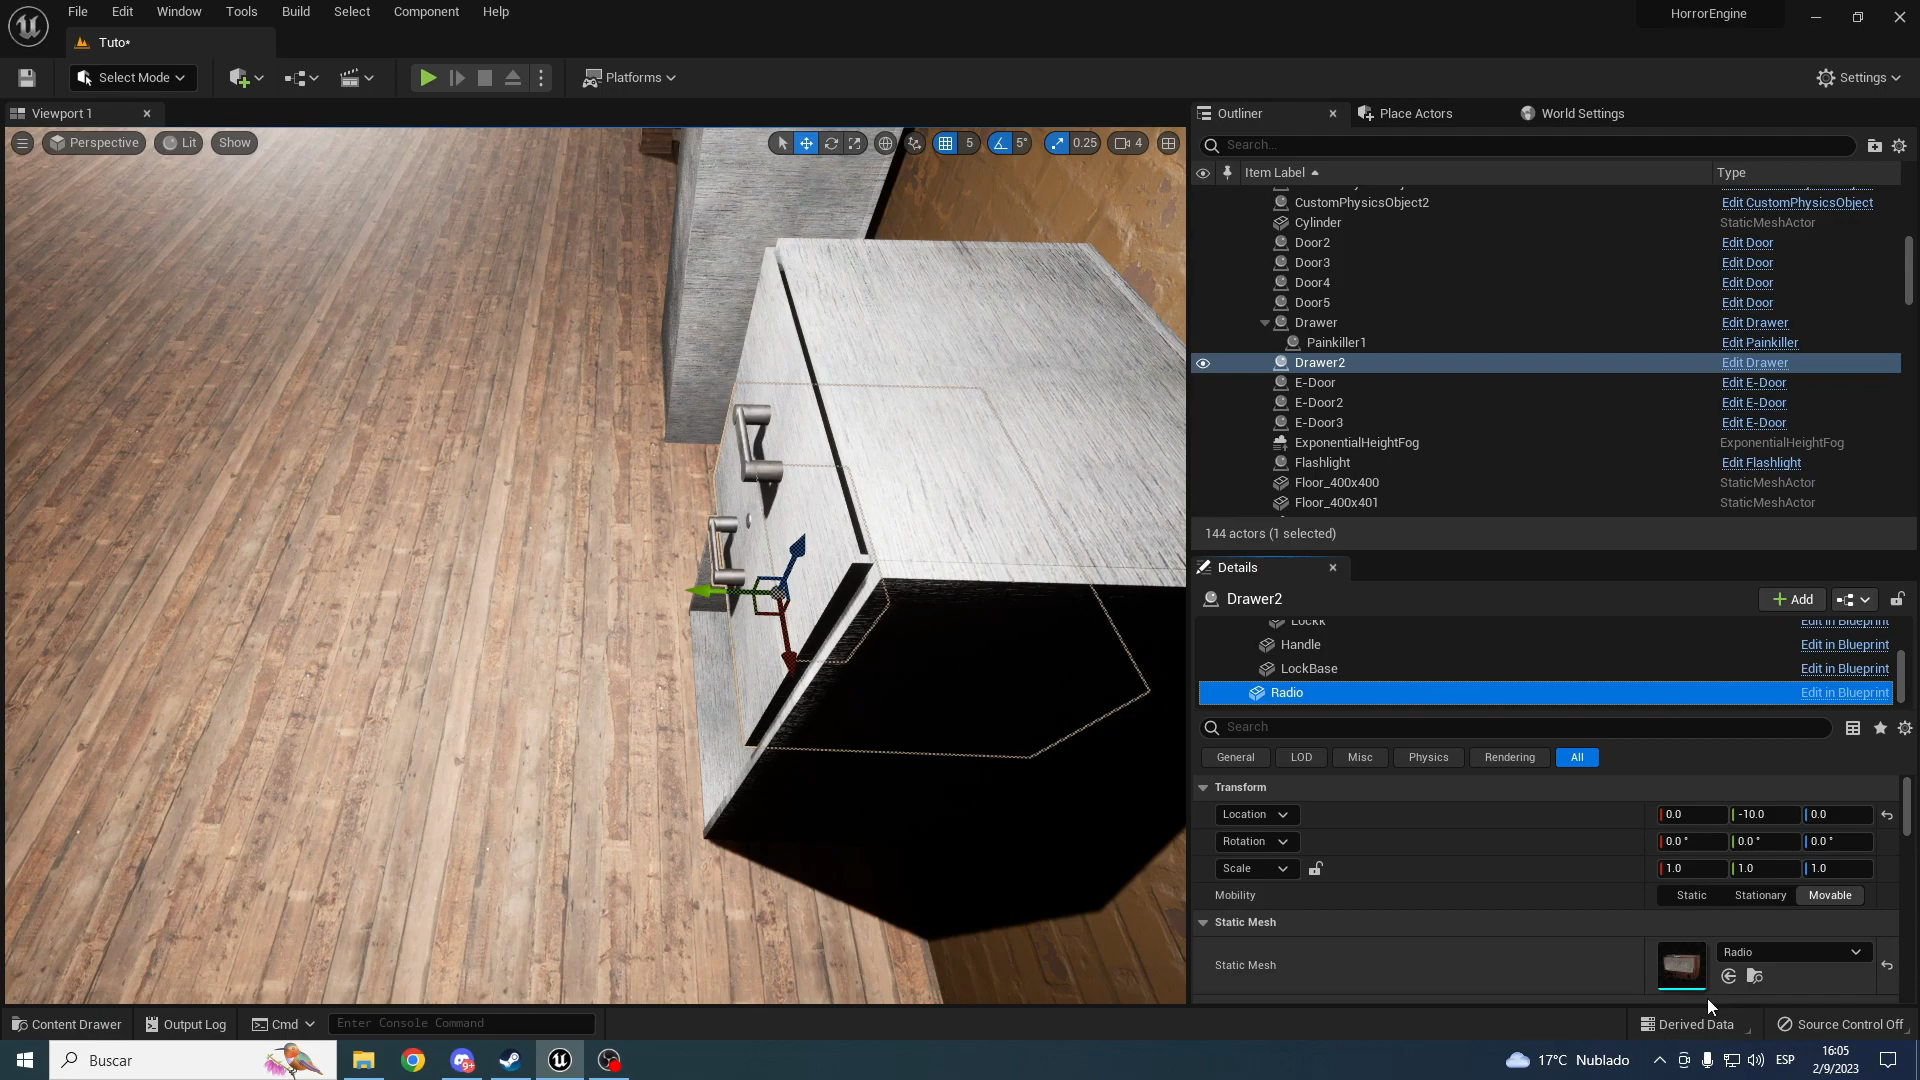 File Edit Window Tools Build Select Component Help
HorrorEngine
Tuto*
Select Mode
Platforms
Settings
Viewport 1
Outliner
Place Actors
World Settings
Perspective
Lit
Show
5
5°
0.25
4
Search...
Item Label
Type
CustomPhysicsObject2 Edit CustomPhysicsObject
Cylinder StaticMeshActor
Door2 Edit Door
Door3 Edit Door
Door4 Edit Door
Door5 Edit Door
Drawer Edit Drawer
Painkiller1 Edit Painkiller
Drawer2 Edit Drawer
E-Door Edit E-Door
E-Door2 Edit E-Door
E-Door3 Edit E-Door
ExponentialHeightFog ExponentialHeightFog
Flashlight Edit Flashlight
Floor_400x400 StaticMeshActor
Floor_400x401 StaticMeshActor
144 actors (1 selected)
Details
Drawer2
Add
Lockk Edit in Blueprint
Handle Edit in Blueprint
LockBase Edit in Blueprint
Radio Edit in Blueprint
Search
General LOD Misc Physics Rendering All
Transform
Location 0.0 -10.0 0.0
Rotation 0.0 ° 0.0 ° 0.0 °
Scale 1.0 1.0 1.0
Mobility Static Stationary Movable
Static Mesh
Static Mesh Radio
Content Drawer
Output Log
Cmd
Enter Console Command
Derived Data
Source Control Off
Buscar
9+
17°C Nublado
ESP
16:05
2/9/2023